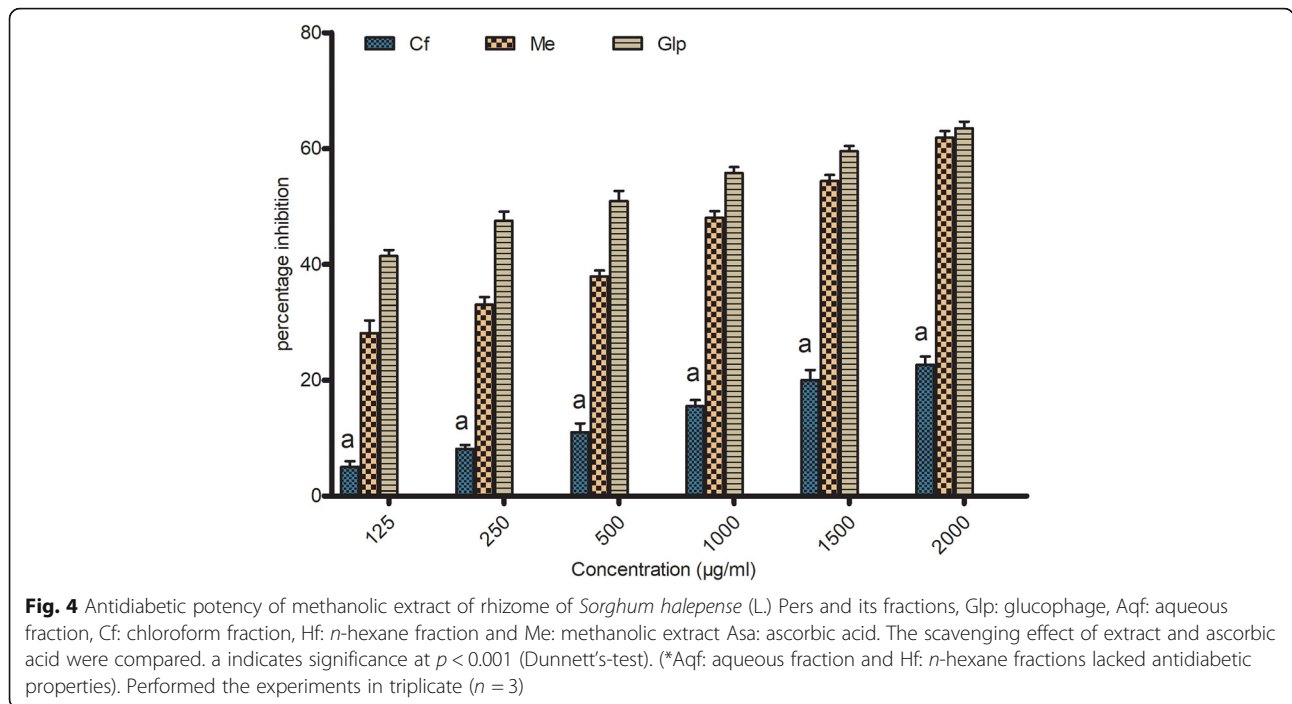 80
Cf Me Glp
60
40
20
0
percentage inhibition
a a a a a a
125 250 500 1000 1500 2000
Concentration (µg/ml)
Fig. 4 Antidiabetic potency of methanolic extract of rhizome of Sorghum halepense (L.) Pers and its fractions, Glp: glucophage, Aqf: aqueous
fraction, Cf: chloroform fraction, Hf: n-hexane fraction and Me: methanolic extract Asa: ascorbic acid. The scavenging effect of extract and ascorbic
acid were compared. a indicates significance at p < 0.001 (Dunnett's-test). (*Aqf: aqueous fraction and Hf: n-hexane fractions lacked antidiabetic
properties). Performed the experiments in triplicate (n = 3)